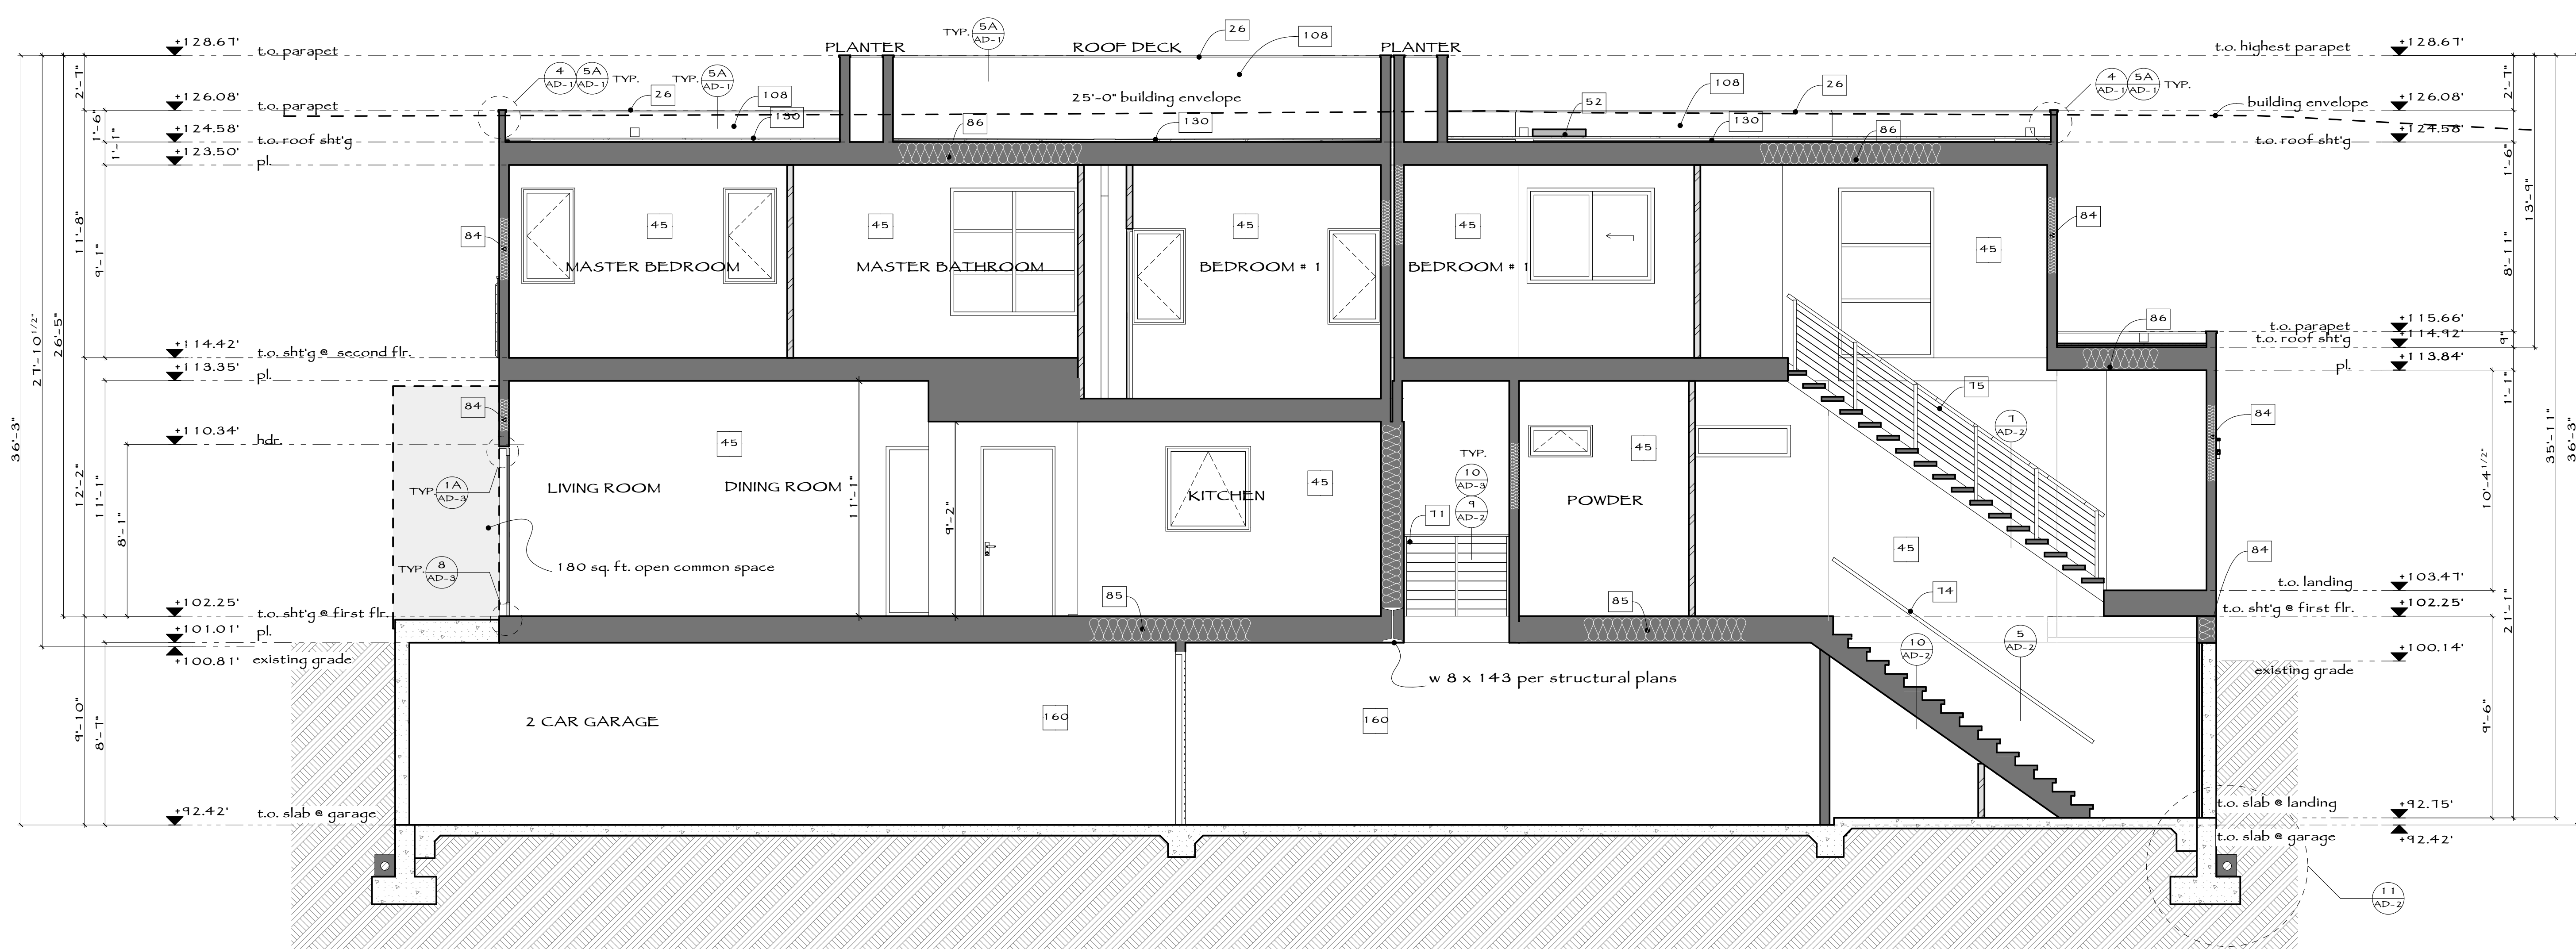 +128.67'
t.o. parapet
PLANTER
TYP.
5A
AD-1
ROOF DECK
26
108
PLANTER
t.o. highest parapet
+128.67'
4
AD-1
5A
AD-1
TYP.
TYP.
5A
AD-1
26
108
130
25'-0" building envelope
52
108
26
4
AD-1
5A
AD-1
TYP.
+126.08'
t.o. parapet
building envelope
+126.08'
+124.58'
t.o. roof sht'g
86
130
130
86
+124.58'
t.o. roof sht'g
+123.50'
pl.
2'-7"
1'-6"
1'-1"
11'-8"
9'-1"
27'-10 1/2"
26'-5"
36'-3"
84
45
45
45
45
45
84
MASTER BEDROOM
MASTER BATHROOM
BEDROOM # 1
BEDROOM # 1
2'-7"
1'-6"
13'-9"
8'-11"
9"
+114.42'
t.o. sht'g @ second flr.
+113.35'
pl.
86
t.o. parapet
+115.66'
t.o. roof sht'g
+114.92'
+113.84'
pl.
84
+110.34'
hdr.
45
11'-1"
9'-2"
45
45
75
7
AD-2
84
1'-1"
35'-11"
36'-3"
TYP.
1A
AD-3
LIVING ROOM
DINING ROOM
KITCHEN
TYP.
10
AD-3
9
AD-2
71
POWDER
45
10'-4 1/2"
12'-2"
11'-1"
8'-1"
TYP.
8
AD-3
180 sq. ft. open common space
85
85
74
84
t.o. landing
+103.47'
+102.25'
t.o. sht'g @ first flr.
t.o. sht'g @ first flr.
+102.25'
21'-1"
+101.01'
pl.
+100.81'
existing grade
10
AD-2
5
AD-2
+100.14'
existing grade
w 8 x 143 per structural plans
2 CAR GARAGE
160
160
9'-10"
8'-7"
9'-6"
+92.42'
t.o. slab @ garage
t.o. slab @ landing
+92.75'
t.o. slab @ garage
+92.42'
11
AD-2